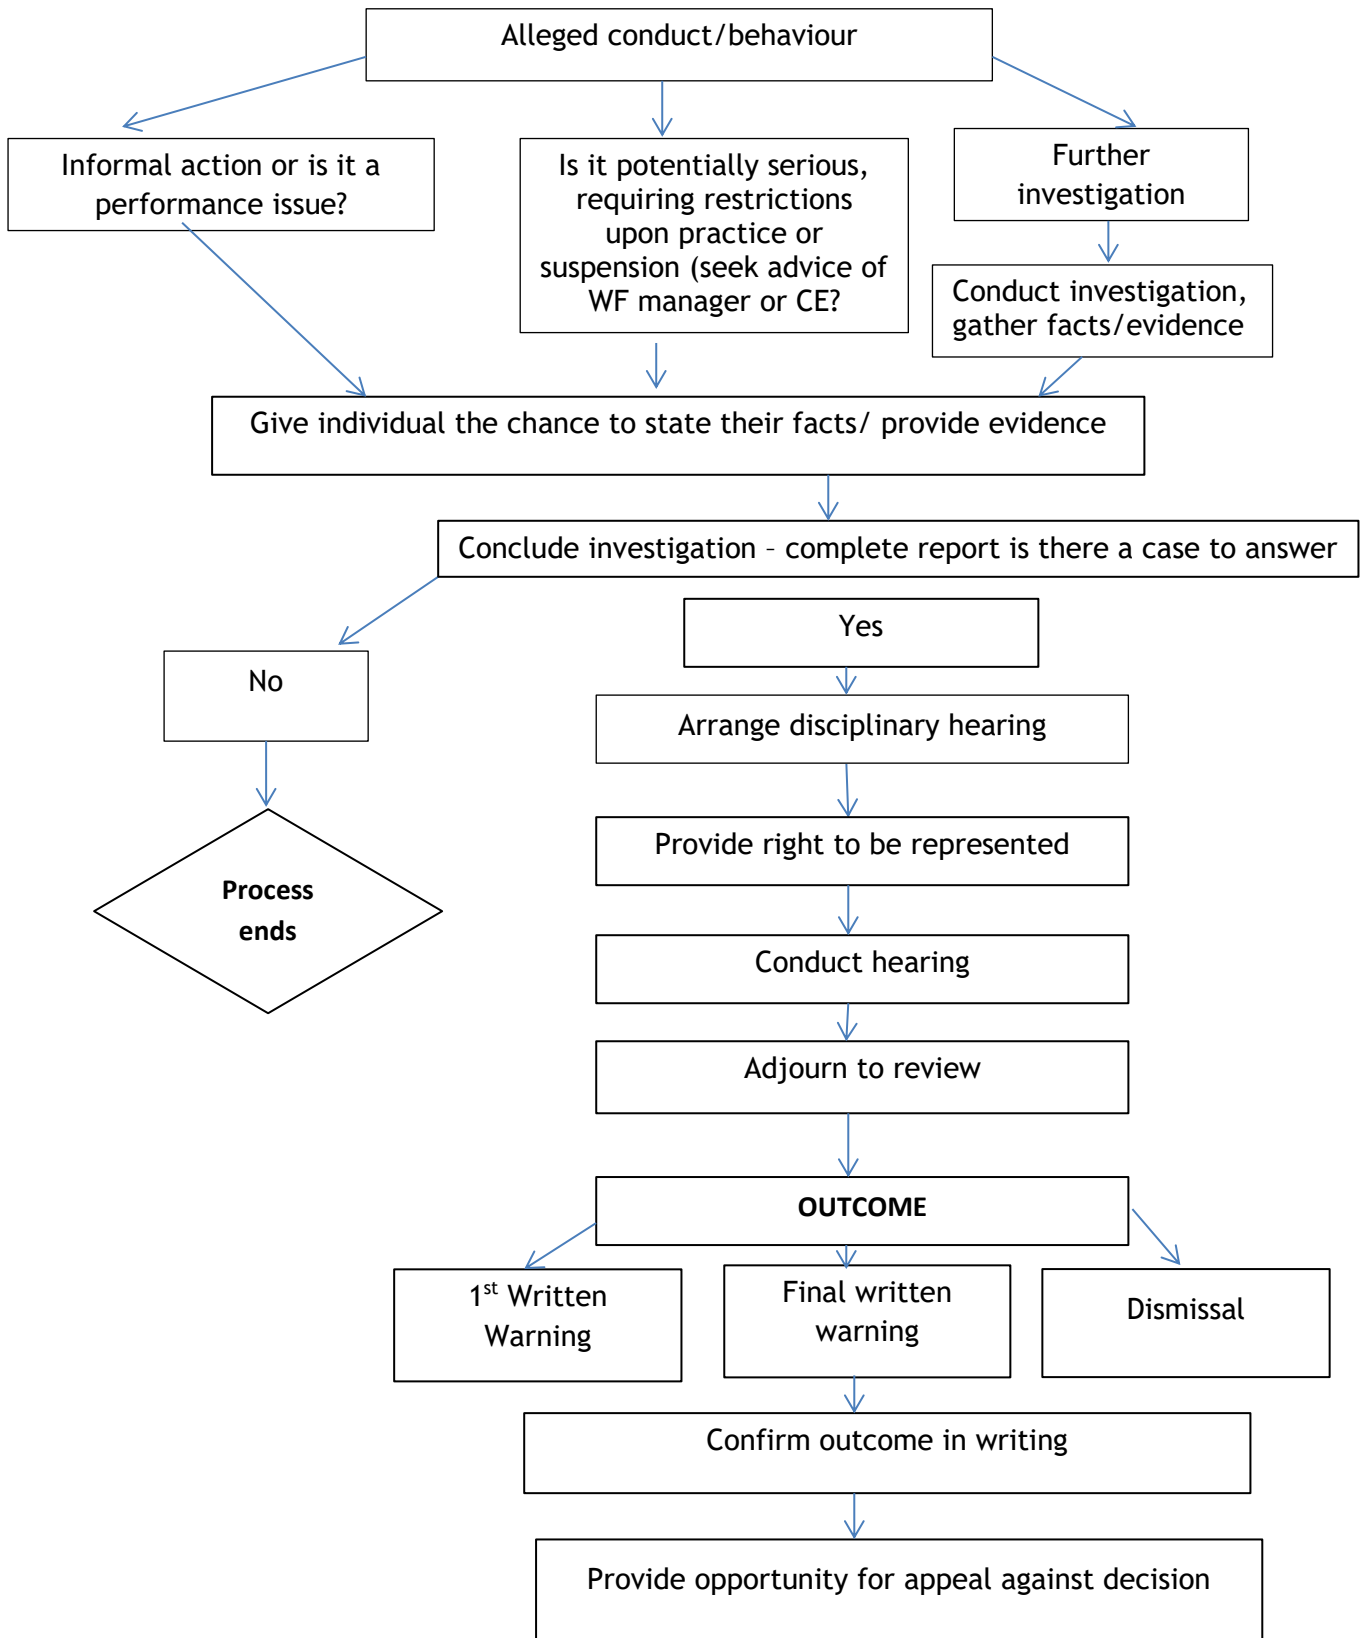 Alleged conduct/behaviour
Informal action or is it a
performance issue?
Is it potentially serious,
requiring restrictions
upon practice or
suspension (seek advice of
WF manager or CE?
Further
investigation
Conduct investigation,
gather facts/evidence
Give individual the chance to state their facts/ provide evidence
Conclude investigation – complete report is there a case to answer
No
Process
ends
Yes
Arrange disciplinary hearing
Provide right to be represented
Conduct hearing
Adjourn to review
OUTCOME
1st Written
Warning
Final written
warning
Dismissal
Confirm outcome in writing
Provide opportunity for appeal against decision